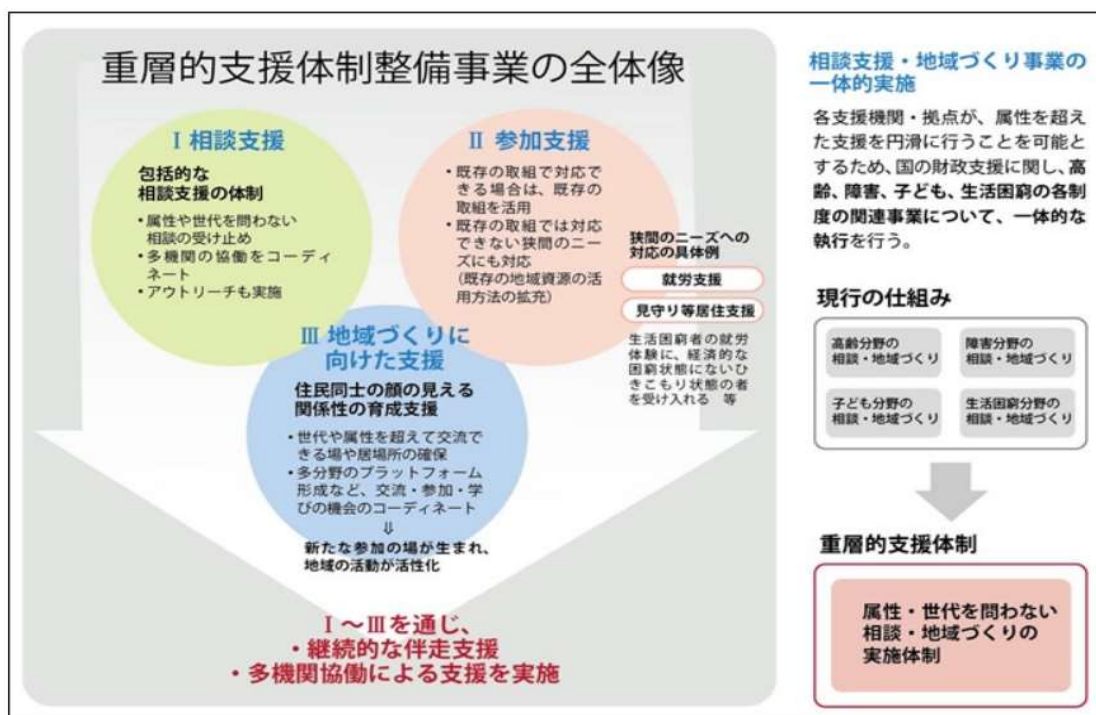 重層的支援体制整備事業の全体像
Ⅰ 相談支援
包括的な
相談支援の体制
・属性や世代を問わない
相談の受け止め
・多機関の協働をコーディ
ネート
・アウトリーチも実施
Ⅱ 参加支援
・既存の取組で対応で
きる場合は、既存の
取組を活用
・既存の取組では対応
できない狭間のニー
ズにも対応
(既存の地域資源の活
用方法の拡充)
狭間のニーズへの
対応の具体例
就労支援
見守り等居住支援
生活困窮者の就労
体験に、経済的な
困窮状態にないひ
きこもり状態の者
を受け入れる 等
Ⅲ 地域づくりに
向けた支援
住民同士の顔の見える
関係性の育成支援
・世代や属性を超えて交流で
きる場や居場所の確保
・多分野のプラットフォーム
形成など、交流・参加・学
びの機会のコーディネート
⇓
新たな参加の場が生まれ、
地域の活動が活性化
Ⅰ〜Ⅲを通じ、
・継続的な伴走支援
・多機関協働による支援を実施
相談支援・地域づくり事業の
一体的実施
各支援機関・拠点が、属性を超え
た支援を円滑に行うことを可能と
するため、国の財政支援に関し、高
齢、障害、子ども、生活困窮の各制
度の関連事業について、一体的な
執行を行う。
現行の仕組み
高齢分野の
相談・地域づくり
障害分野の
相談・地域づくり
子ども分野の
相談・地域づくり
生活困窮分野の
相談・地域づくり
重層的支援体制
属性・世代を問わない
相談・地域づくりの
実施体制